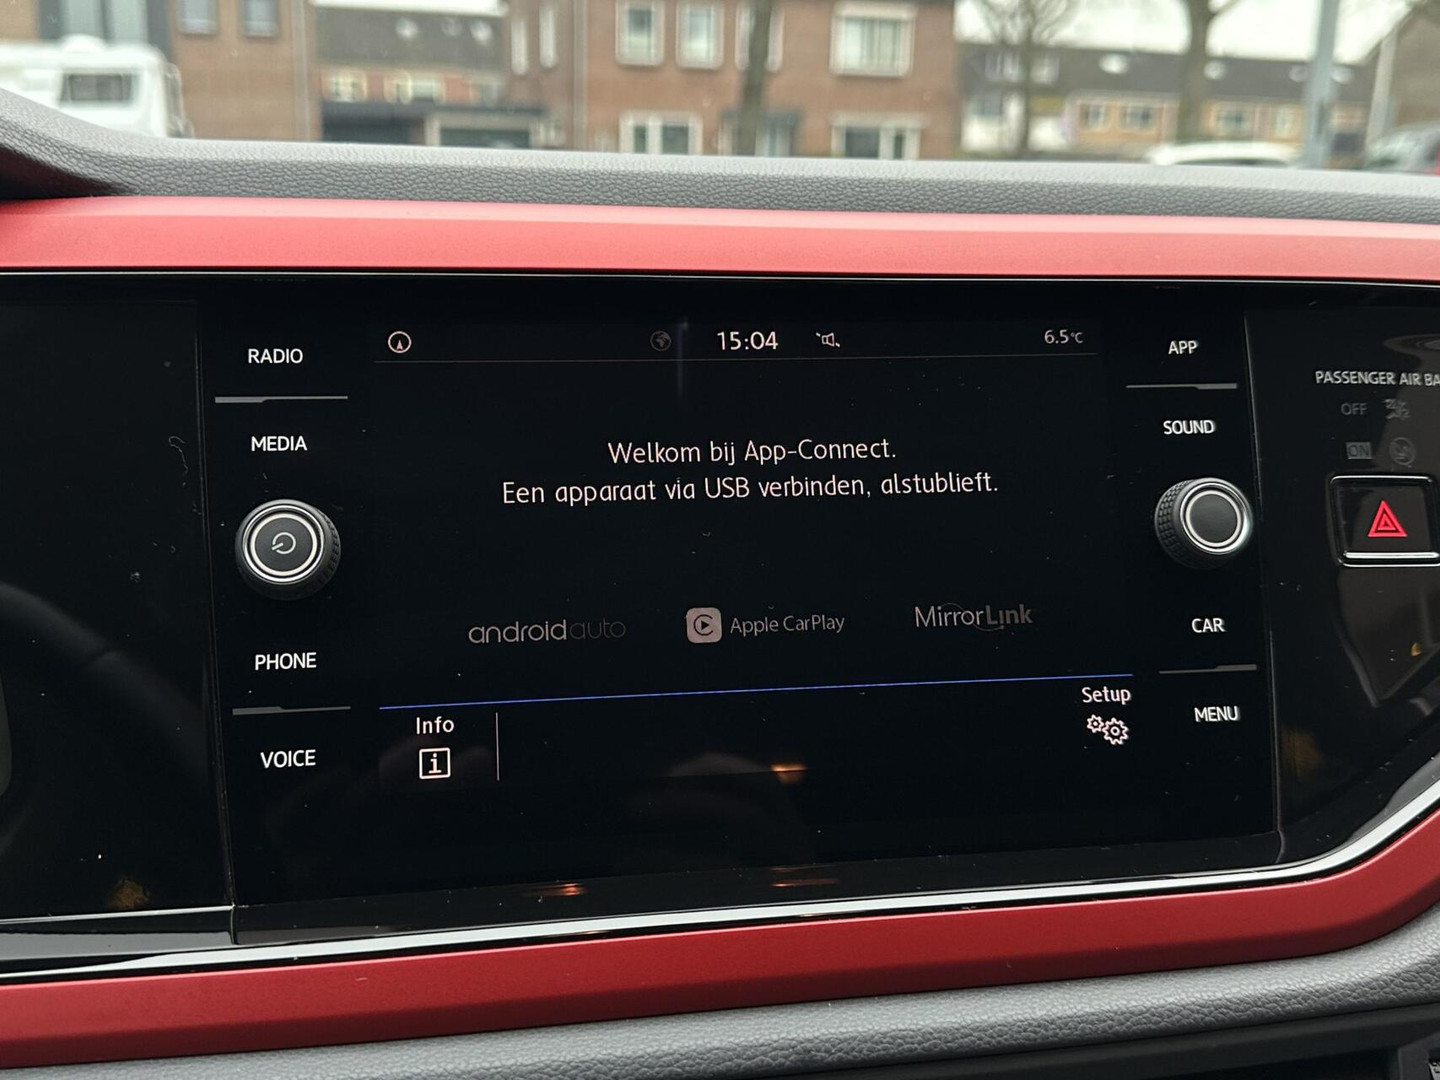 RADIO
MEDIA
PHONE
VOICE
15:04
6.5°C
Welkom bij App-Connect.
Een apparaat via USB verbinden, alstublieft.
androidauto
Apple CarPlay
MirrorLink
Info
i
Setup
APP
SOUND
CAR
MENU
PASSENGER AIR BA
OFF
ON